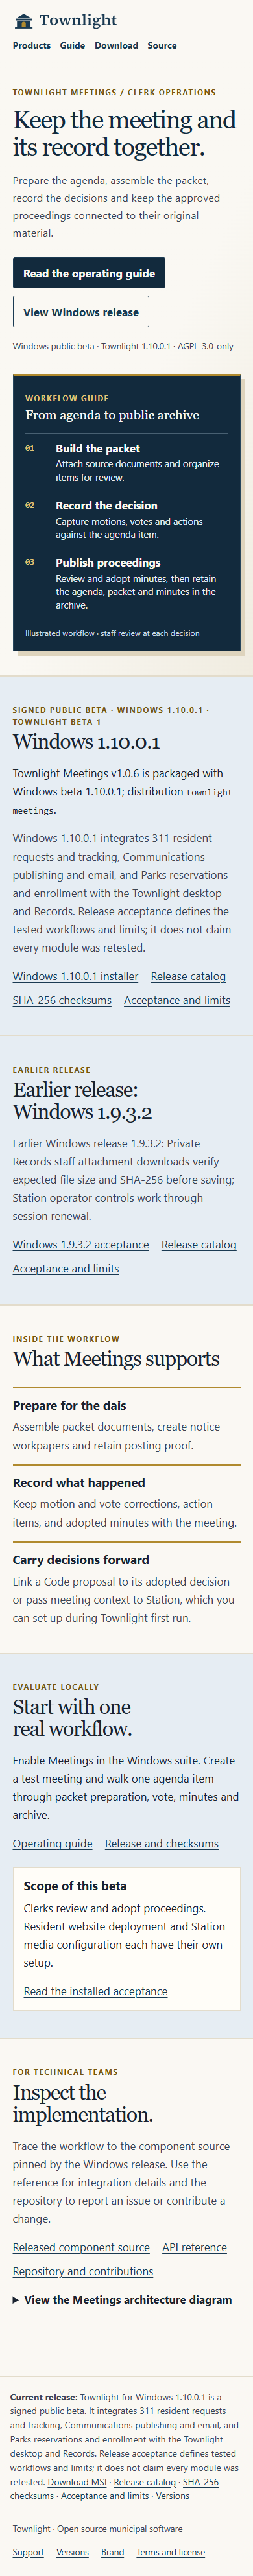 Townlight
Products Guide Download Source
TOWNLIGHT MEETINGS / CLERK OPERATIONS
Keep the meeting and
its record together.
Prepare the agenda, assemble the packet,
record the decisions and keep the approved
proceedings connected to their original
material.
Read the operating guide
View Windows release
Windows public beta · Townlight 1.10.0.1 · AGPL-3.0-only
WORKFLOW GUIDE
From agenda to public archive
01 Build the packet
Attach source documents and organize
items for review.
02 Record the decision
Capture motions, votes and actions
against the agenda item.
03 Publish proceedings
Review and adopt minutes, then retain
the agenda, packet and minutes in the
archive.
Illustrated workflow · staff review at each decision
SIGNED PUBLIC BETA · WINDOWS 1.10.0.1 ·
TOWNLIGHT BETA 1
Windows 1.10.0.1
Townlight Meetings v1.0.6 is packaged with
Windows beta 1.10.0.1; distribution townlight-
meetings.
Windows 1.10.0.1 integrates 311 resident
requests and tracking, Communications
publishing and email, and Parks reservations
and enrollment with the Townlight desktop
and Records. Release acceptance defines the
tested workflows and limits; it does not claim
every module was retested.
Windows 1.10.0.1 installer Release catalog
SHA-256 checksums Acceptance and limits
EARLIER RELEASE
Earlier release:
Windows 1.9.3.2
Earlier Windows release 1.9.3.2: Private
Records staff attachment downloads verify
expected file size and SHA-256 before saving;
Station operator controls work through
session renewal.
Windows 1.9.3.2 acceptance Release catalog
Acceptance and limits
INSIDE THE WORKFLOW
What Meetings supports
Prepare for the dais
Assemble packet documents, create notice
workpapers and retain posting proof.
Record what happened
Keep motion and vote corrections, action
items, and adopted minutes with the meeting.
Carry decisions forward
Link a Code proposal to its adopted decision
or pass meeting context to Station, which you
can set up during Townlight first run.
EVALUATE LOCALLY
Start with one
real workflow.
Enable Meetings in the Windows suite. Create
a test meeting and walk one agenda item
through packet preparation, vote, minutes and
archive.
Operating guide Release and checksums
Scope of this beta
Clerks review and adopt proceedings.
Resident website deployment and Station
media configuration each have their own
setup.
Read the installed acceptance
FOR TECHNICAL TEAMS
Inspect the
implementation.
Trace the workflow to the component source
pinned by the Windows release. Use the
reference for integration details and the
repository to report an issue or contribute a
change.
Released component source API reference
Repository and contributions
View the Meetings architecture diagram
Current release: Townlight for Windows 1.10.0.1 is a
signed public beta. It integrates 311 resident requests
and tracking, Communications publishing and email, and
Parks reservations and enrollment with the Townlight
desktop and Records. Release acceptance defines tested
workflows and limits; it does not claim every module was
retested. Download MSI · Release catalog · SHA-256
checksums · Acceptance and limits · Versions
Townlight · Open source municipal software
Support Versions Brand Terms and license